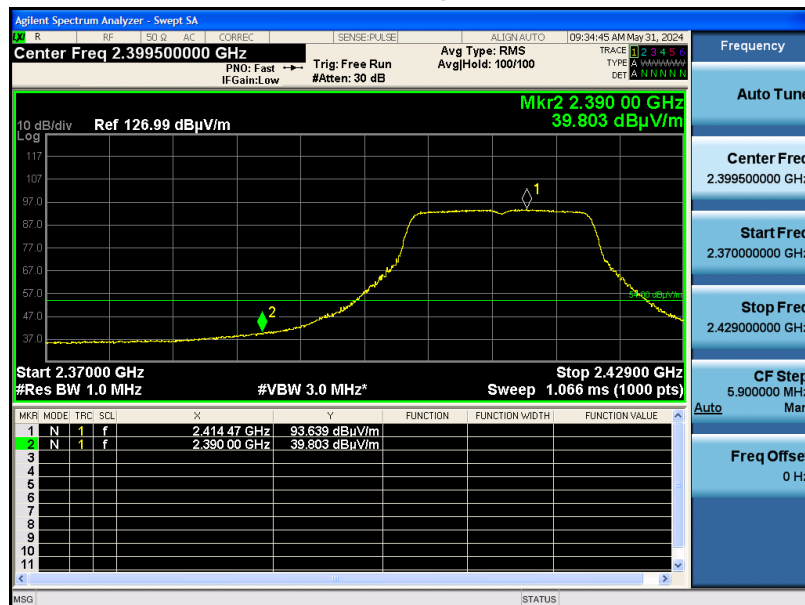 Agilent Spectrum Analyzer - Swept SA
LXI R RF 50 Ω AC CORREC SENSE:PULSE ALIGN AUTO 09:34:45 AM May 31, 2024
Center Freq 2.399500000 GHz
PNO: Fast
IFGain:Low
Trig: Free Run
#Atten: 30 dB
Avg Type: RMS
Avg|Hold: 100/100
TRACE 1 2 3 4 5 6
TYPE A WWWWW
DET A N N N N N
Mkr2 2.390 00 GHz
39.803 dBµV/m
10 dB/div Ref 126.99 dBµV/m
Log
117
107
97.0
87.0
77.0
67.0
57.0
47.0
37.0
1
2
54.00 dBµV/m
Start 2.37000 GHz Stop 2.42900 GHz
#Res BW 1.0 MHz #VBW 3.0 MHz* Sweep 1.066 ms (1000 pts)
MKR MODE TRC SCL X Y FUNCTION FUNCTION WIDTH FUNCTION VALUE
1 N 1 f 2.414 47 GHz 93.639 dBµV/m
2 N 1 f 2.390 00 GHz 39.803 dBµV/m
3
4
5
6
7
8
9
10
11
MSG STATUS
Frequency
Auto Tune
Center Freq
2.399500000 GHz
Start Freq
2.370000000 GHz
Stop Freq
2.429000000 GHz
CF Step
5.900000 MHz
Auto Man
Freq Offset
0 Hz